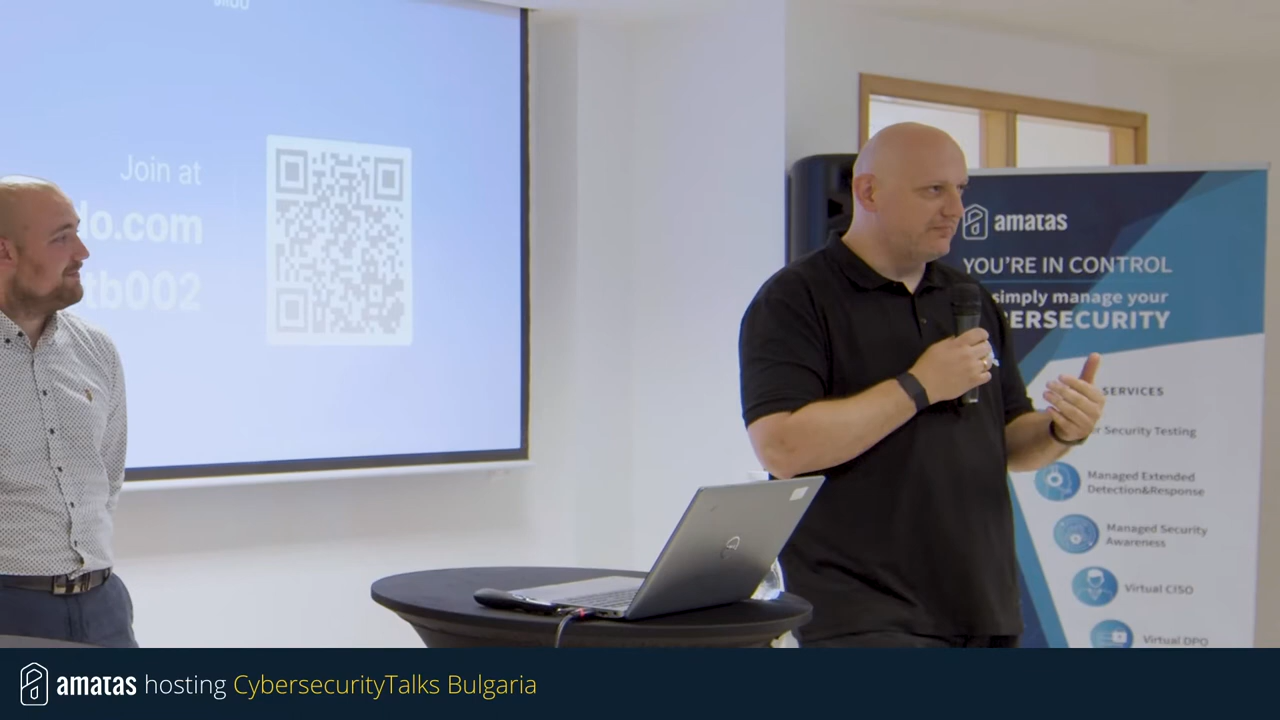 Join at
do.com
tb002
amatas
YOU'RE IN CONTROL
simply manage your
ERSECURITY
SERVICES
Security Testing
Managed Extended
Detection&Response
Managed Security
Awareness
Virtual CISO
Virtual DPO
amatas hosting CybersecurityTalks Bulgaria